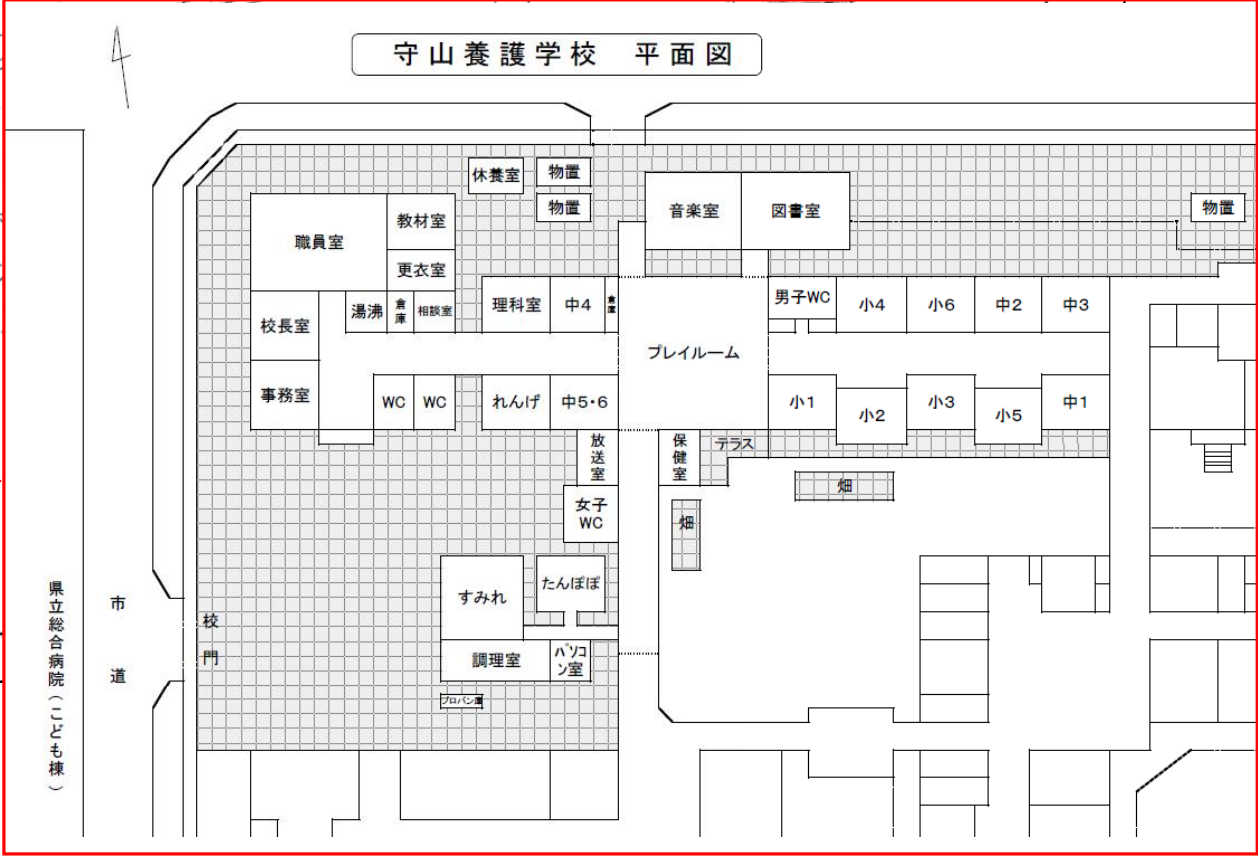 守山養護学校 平面図
休養室
物置
物置
物置
教材室
職員室
音楽室
図書室
更衣室
湯沸
倉庫
相談室
理科室
中4
倉庫
男子WC
小4
小6
中2
中3
校長室
プレイルーム
事務室
WC
WC
れんげ
中5・6
小1
小2
小3
小5
中1
放送室
保健室
テラス
畑
畑
女子
WC
すみれ
たんぽぽ
調理室
パソコ
ン室
プロパン庫
校門
市道
県立総合病院(こども棟)